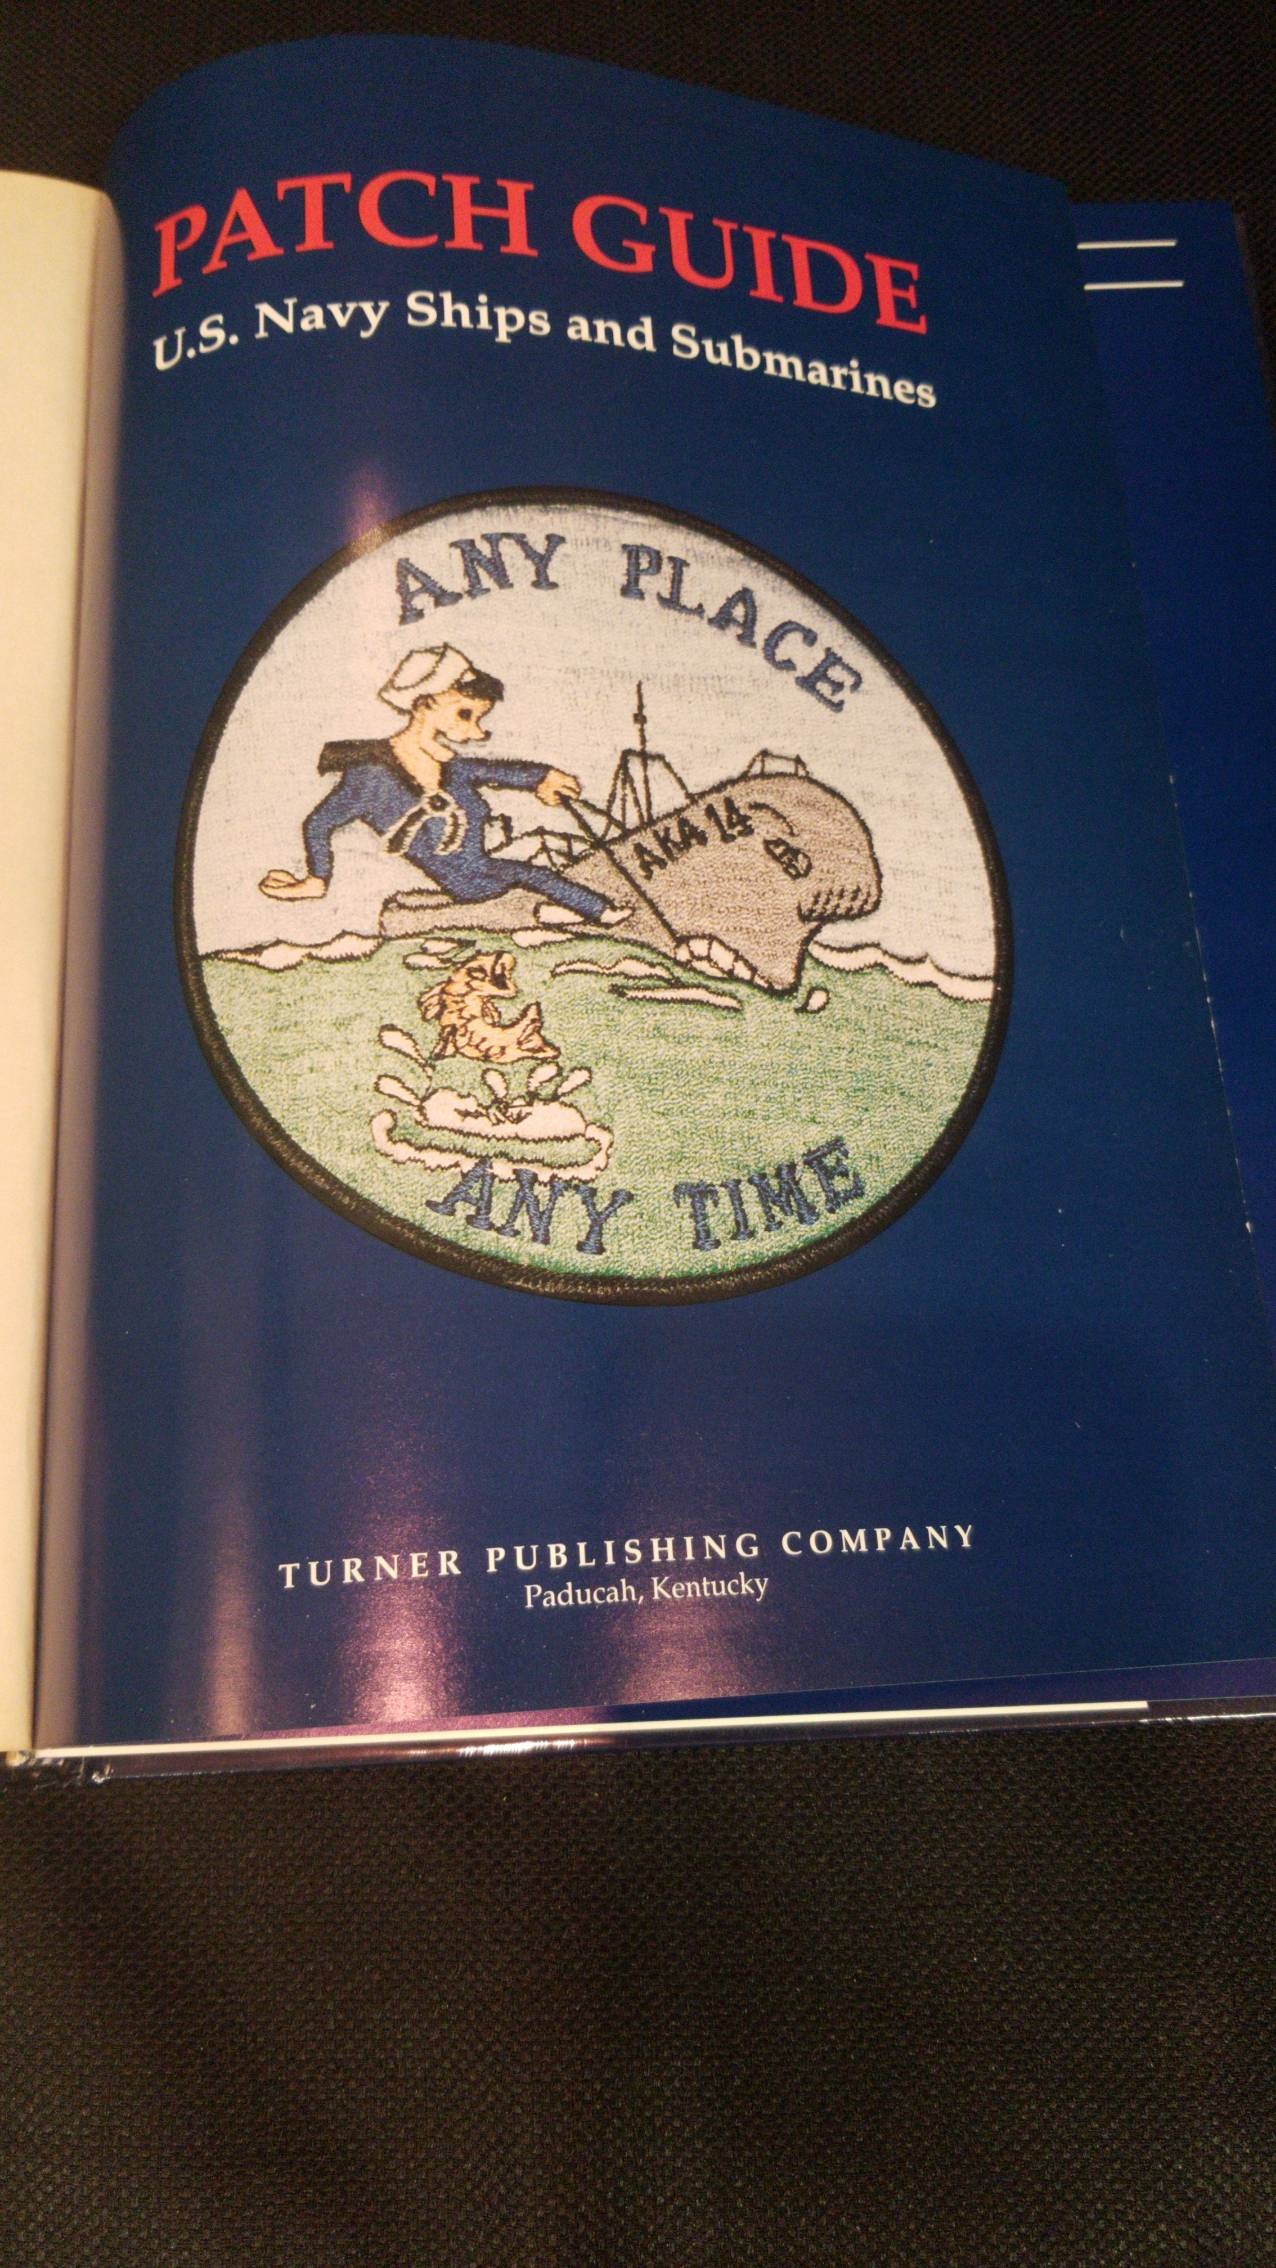 PATCH GUIDE
U.S. Navy Ships and Submarines
ANY PLACE
AKA 14
ANY TIME
TURNER PUBLISHING COMPANY
Paducah, Kentucky